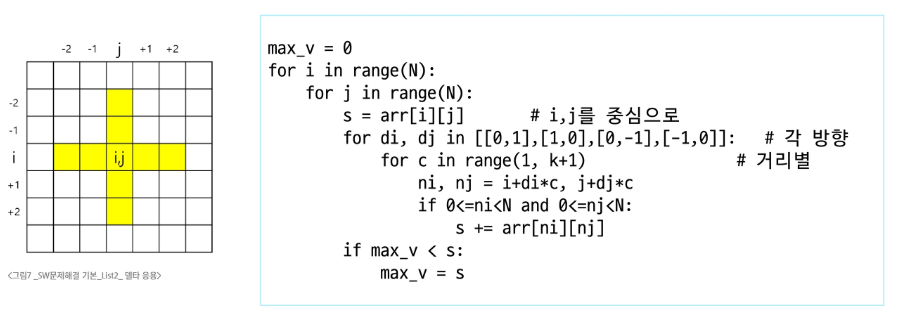 -2 -1 j +1 +2
-2
-1
i i,j
+1
+2
<그림7 _SW문제해결 기본_List2_ 델타 응용>
max_v = 0
for i in range(N):
    for j in range(N):
        s = arr[i][j]       # i,j를 중심으로
        for di, dj in [[0,1],[1,0],[0,-1],[-1,0]]:   # 각 방향
            for c in range(1, k+1)                # 거리별
                ni, nj = i+di*c, j+dj*c
                if 0<=ni<N and 0<=nj<N:
                    s += arr[ni][nj]
        if max_v < s:
            max_v = s